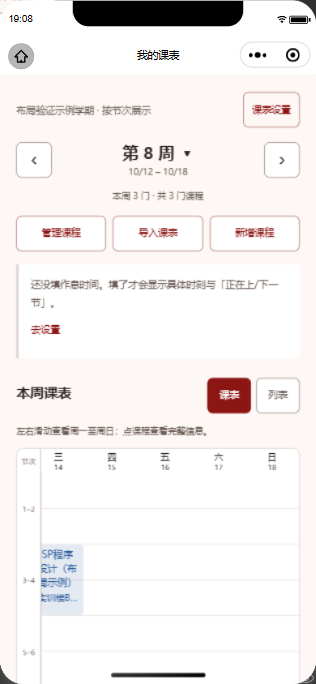 19:08
我的课表
布局验证示例学期 · 按节次展示
课表设置
‹
第 8 周 ▼
›
10/12 – 10/18
本周 3 门 · 共 3 门课程
管理课程
导入课表
新增课程
还没填作息时间。填了才会显示具体时刻与「正在上/下一
节」。
去设置
本周课表
课表
列表
左右滑动查看周一至周日；点课程查看完整信息。
节次
三
四
五
六
日
14
15
16
17
18
1–2
SP程序
设计（布
局示例）
实训楼B...
3–4
5–6